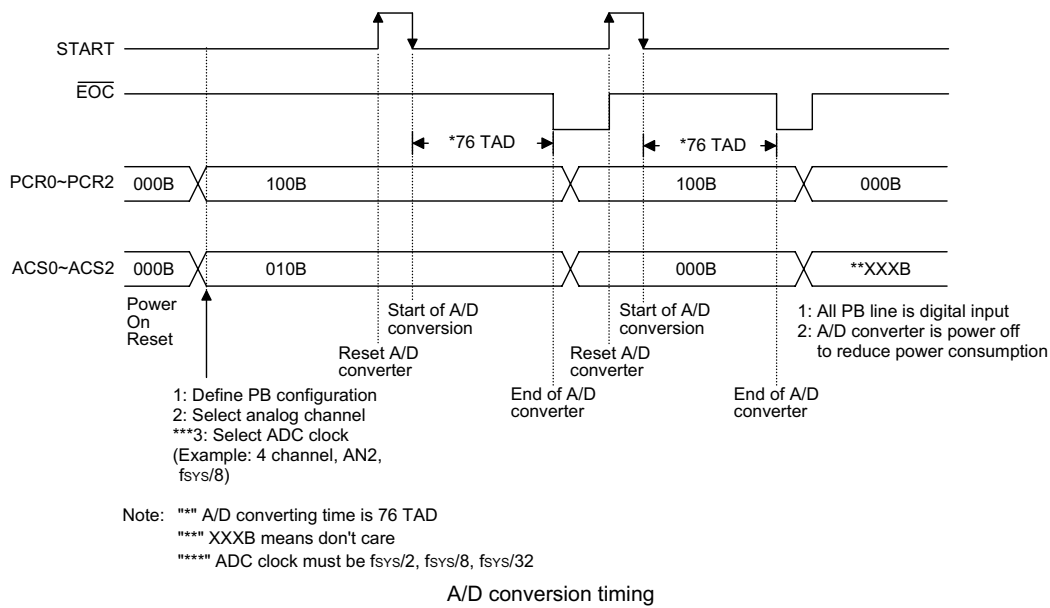 START
EOC
*76 TAD
*76 TAD
PCR0~PCR2
000B
100B
100B
000B
ACS0~ACS2
000B
010B
000B
**XXXB
Power
On
Reset
Start of A/D
conversion
Start of A/D
conversion
1: All PB line is digital input
2: A/D converter is power off
to reduce power consumption
Reset A/D
converter
Reset A/D
converter
1: Define PB configuration
2: Select analog channel
***3: Select ADC clock
(Example: 4 channel, AN2,
fSYS/8)
End of A/D
converter
End of A/D
converter
Note: "*" A/D converting time is 76 TAD
"**" XXXB means don't care
"***" ADC clock must be fSYS/2, fSYS/8, fSYS/32
A/D conversion timing